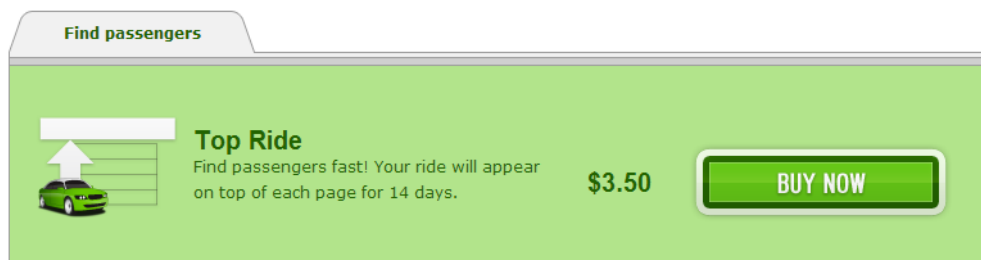 Find passengers
Top Ride
Find passengers fast! Your ride will appear
on top of each page for 14 days.
$3.50
BUY NOW